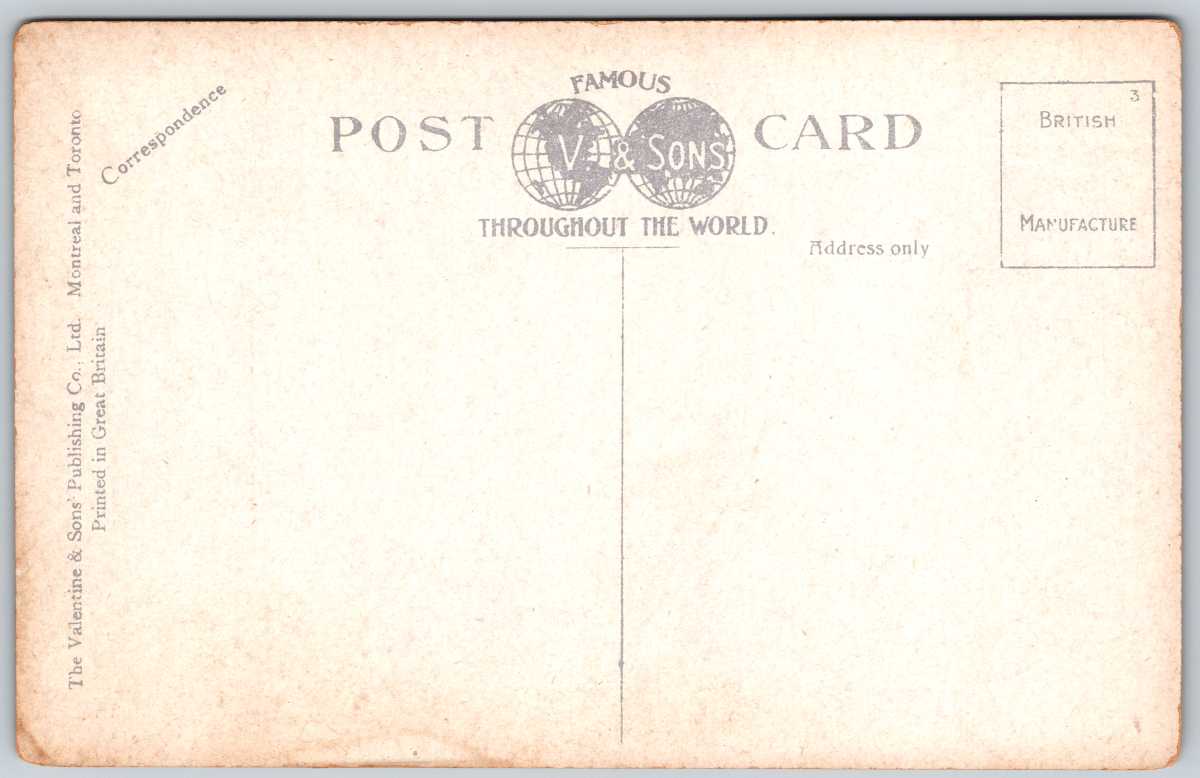 FAMOUS
POST V & SONS CARD
THROUGHOUT THE WORLD.
Correspondence
Address only
3
BRITISH
MANUFACTURE
The Valentine & Sons' Publishing Co., Ltd. Montreal and Toronto
Printed in Great Britain